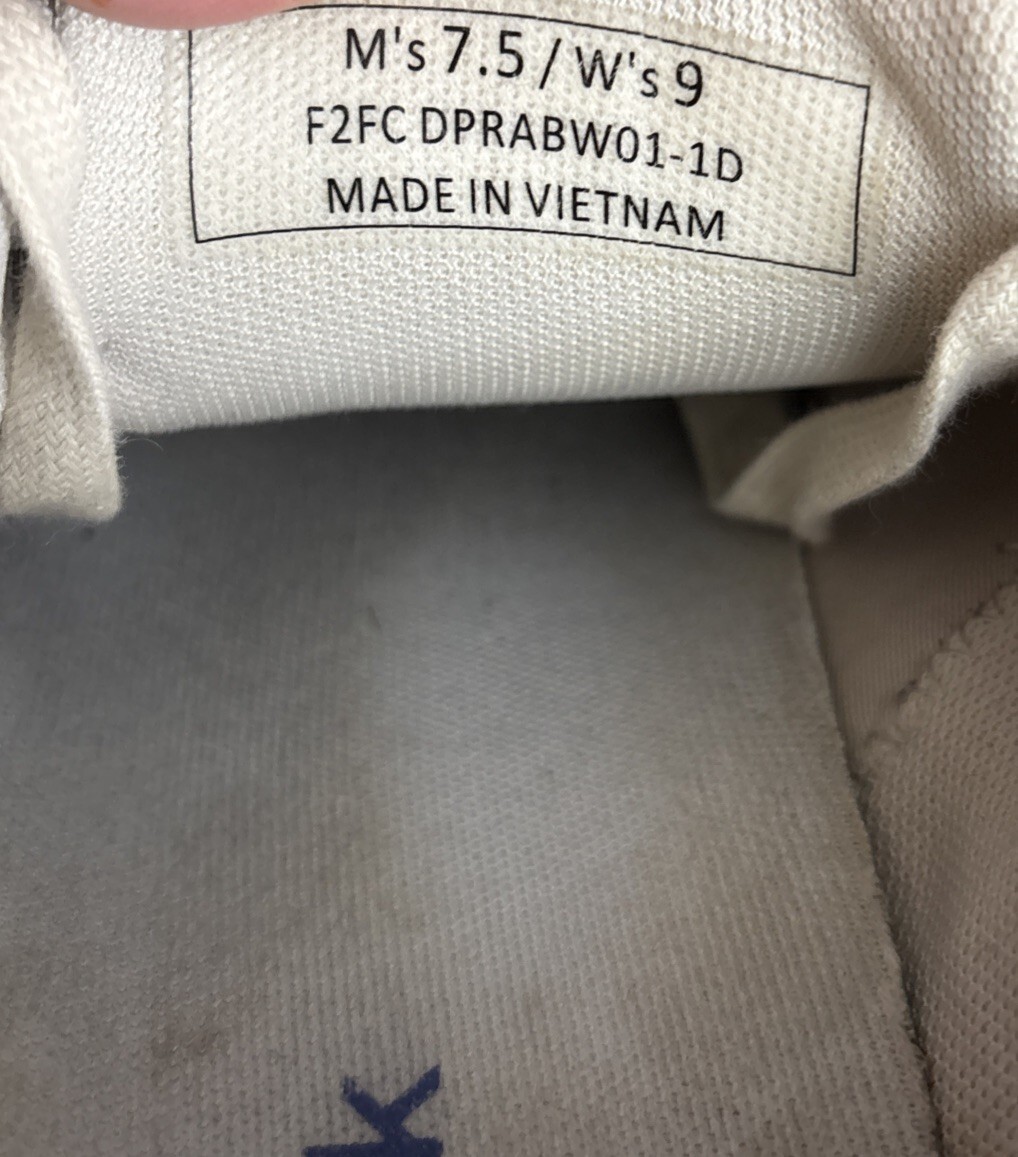 M's 7.5 / W's 9
F2FC DPRABW01-1D
MADE IN VIETNAM
k